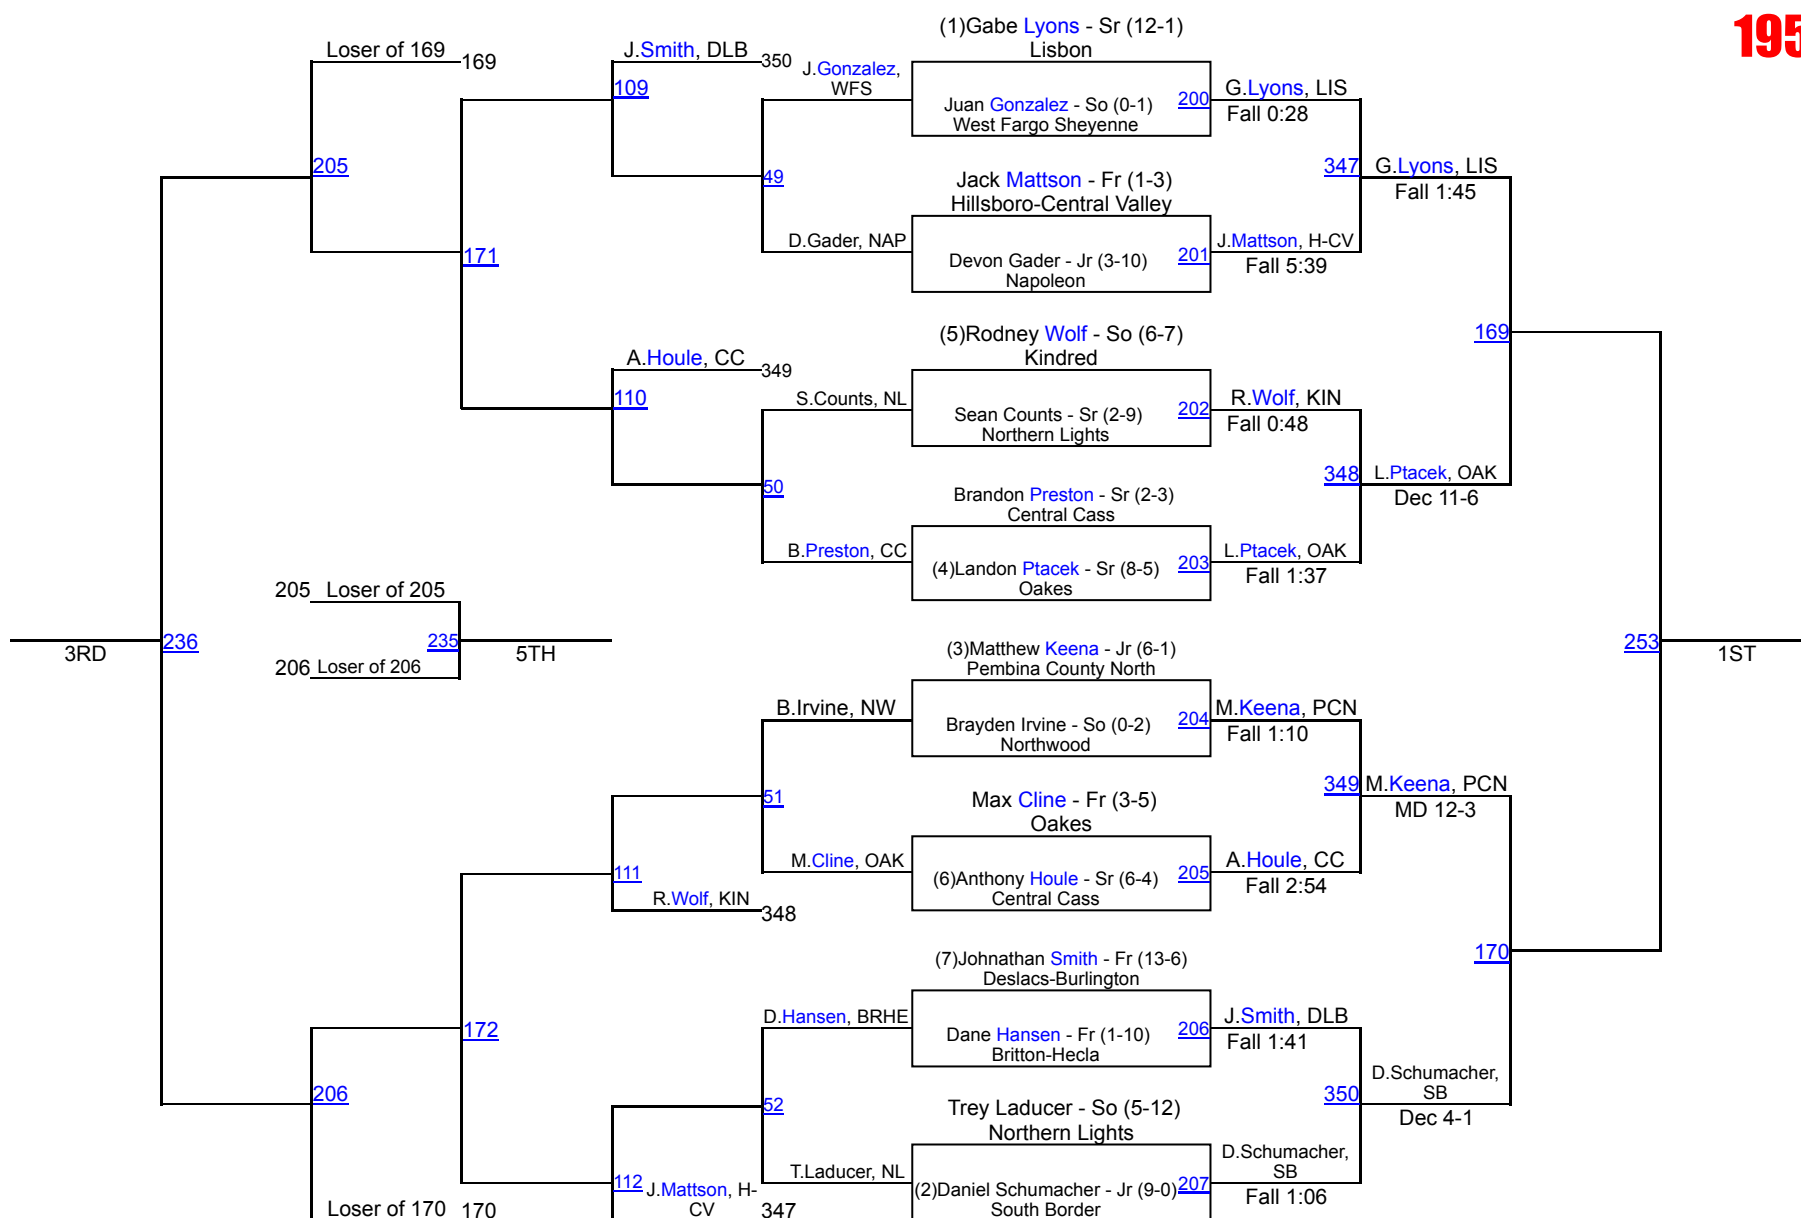 195
(1)Gabe Lyons - Sr (12-1)
Lisbon
Loser of 169
169
J.Smith, DLB
350
J.Gonzalez,
WFS
109
Juan Gonzalez - So (0-1)
West Fargo Sheyenne
200
G.Lyons, LIS
Fall 0:28
205
49
Jack Mattson - Fr (1-3)
Hillsboro-Central Valley
347
G.Lyons, LIS
Fall 1:45
171
D.Gader, NAP
Devon Gader - Jr (3-10)
Napoleon
201
J.Mattson, H-CV
Fall 5:39
(5)Rodney Wolf - So (6-7)
Kindred
169
A.Houle, CC
349
110
S.Counts, NL
Sean Counts - Sr (2-9)
Northern Lights
202
R.Wolf, KIN
Fall 0:48
50
Brandon Preston - Sr (2-3)
Central Cass
348
L.Ptacek, OAK
Dec 11-6
B.Preston, CC
(4)Landon Ptacek - Sr (8-5)
Oakes
203
L.Ptacek, OAK
Fall 1:37
205
Loser of 205
3RD
236
235
5TH
206
Loser of 206
(3)Matthew Keena - Jr (6-1)
Pembina County North
253
1ST
B.Irvine, NW
Brayden Irvine - So (0-2)
Northwood
204
M.Keena, PCN
Fall 1:10
51
Max Cline - Fr (3-5)
Oakes
349
M.Keena, PCN
MD 12-3
111
M.Cline, OAK
(6)Anthony Houle - Sr (6-4)
Central Cass
205
A.Houle, CC
Fall 2:54
R.Wolf, KIN
348
(7)Johnathan Smith - Fr (13-6)
Deslacs-Burlington
170
172
D.Hansen, BRHE
Dane Hansen - Fr (1-10)
Britton-Hecla
206
J.Smith, DLB
Fall 1:41
206
52
Trey Laducer - So (5-12)
Northern Lights
350
D.Schumacher,
SB
Dec 4-1
112
J.Mattson, H-
CV
347
T.Laducer, NL
(2)Daniel Schumacher - Jr (9-0)
South Border
207
D.Schumacher,
SB
Fall 1:06
Loser of 170
170